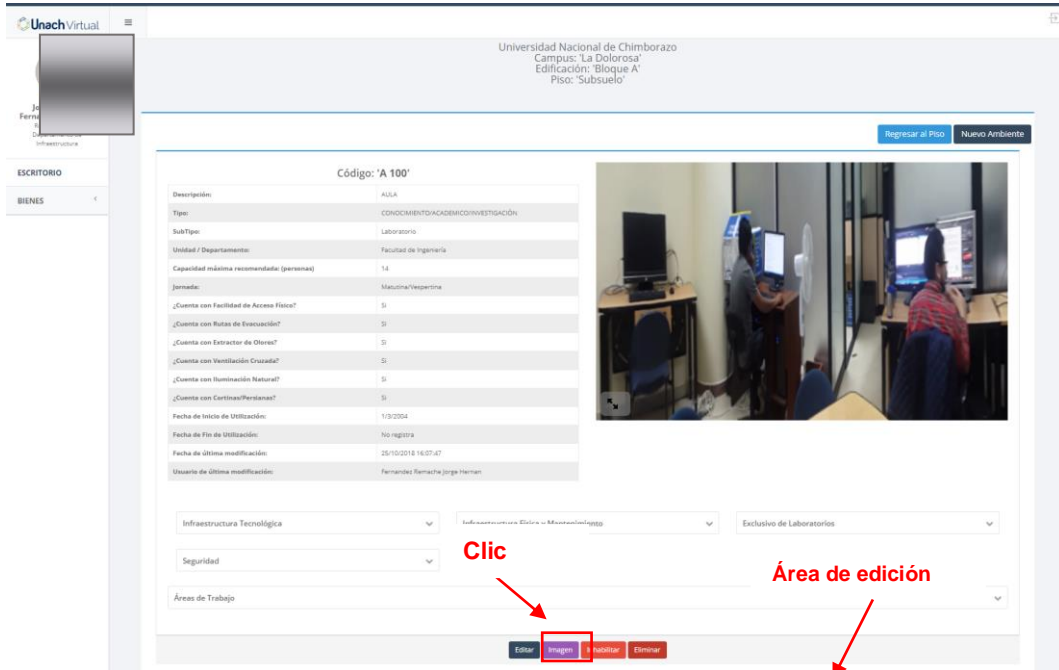 Unach Virtual
Universidad Nacional de Chimborazo
Campus: 'La Dolorosa'
Edificación: 'Bloque A'
Piso: 'Subsuelo'
Infraestructura
ESCRITORIO
BIENES
Regresar al Piso Nuevo Ambiente
Código: 'A 100'
Descripción: AULA
Tipo: CONOCIMIENTO/ACADEMICO/INVESTIGACIÓN
SubTipo: Laboratorio
Unidad / Departamento: Facultad de Ingeniería
Capacidad máxima recomendada: (personas) 14
Jornada: Matutina/Vespertina
¿Cuenta con Facilidad de Acceso Físico? Si
¿Cuenta con Rutas de Evacuación? Si
¿Cuenta con Extractor de Olores? Si
¿Cuenta con Ventilación Cruzada? Si
¿Cuenta con Iluminación Natural? Si
¿Cuenta con Cortinas/Persianas? Si
Fecha de Inicio de Utilización: 1/3/2004
Fecha de Fin de Utilización: No registra
Fecha de última modificación: 25/10/2018 16:07:47
Usuario de última modificación: Fernandez Remache Jorge Hernan
Infraestructura Tecnológica Infraestructura Física y Mantenimiento Exclusivo de Laboratorios
Seguridad
Clic
Área de edición
Áreas de Trabajo
Editar Imagen Inhabilitar Eliminar